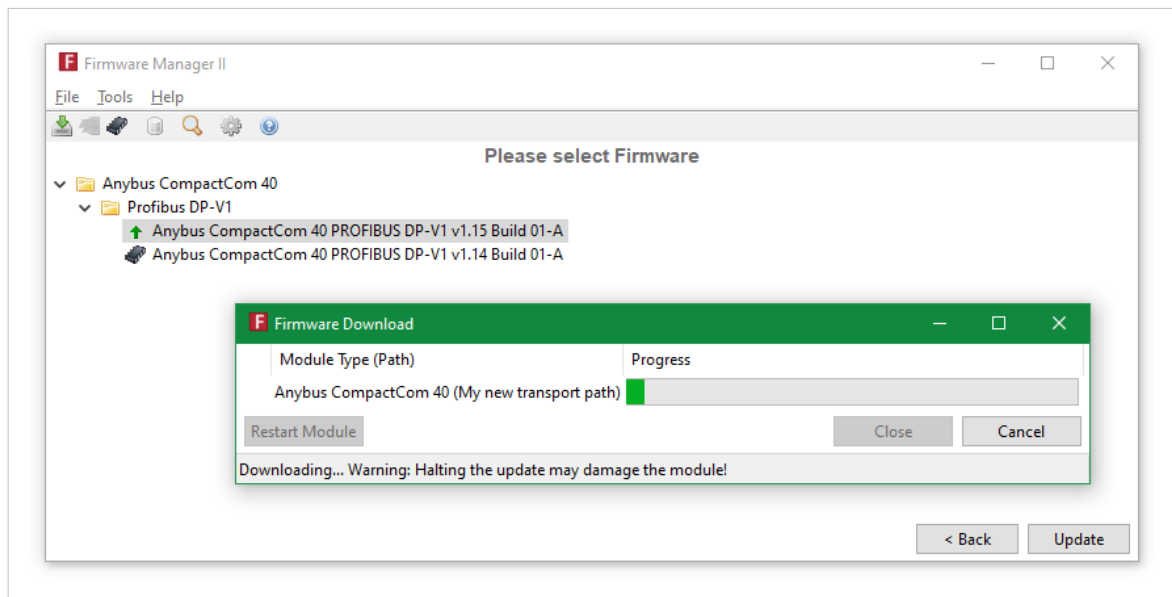 F Firmware Manager II
File Tools Help
Please select Firmware
Anybus CompactCom 40
Profibus DP-V1
Anybus CompactCom 40 PROFIBUS DP-V1 v1.15 Build 01-A
Anybus CompactCom 40 PROFIBUS DP-V1 v1.14 Build 01-A
F Firmware Download
Module Type (Path) Progress
Anybus CompactCom 40 (My new transport path)
Restart Module Close Cancel
Downloading... Warning: Halting the update may damage the module!
< Back Update